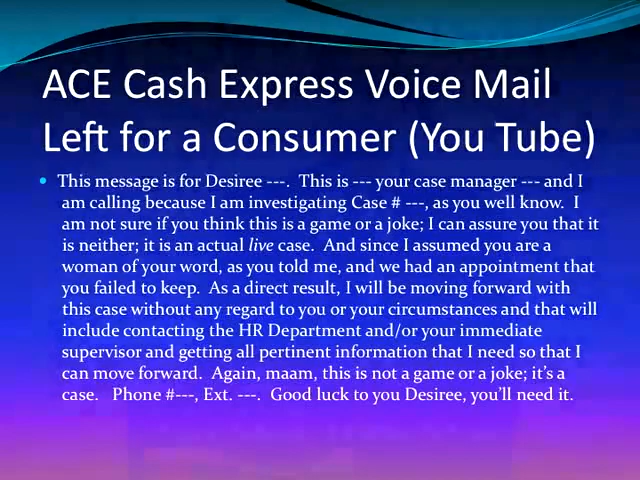 ACE Cash Express Voice Mail
Left for a Consumer (You Tube)
This message is for Desiree ---.  This is --- your case manager --- and I
am calling because I am investigating Case # ---, as you well know.  I
am not sure if you think this is a game or a joke; I can assure you that it
is neither; it is an actual live case.  And since I assumed you are a
woman of your word, as you told me, and we had an appointment that
you failed to keep.  As a direct result, I will be moving forward with
this case without any regard to you or your circumstances and that will
include contacting the HR Department and/or your immediate
supervisor and getting all pertinent information that I need so that I
can move forward.  Again, maam, this is not a game or a joke; it's a
case.   Phone #---, Ext. ---.  Good luck to you Desiree, you'll need it.